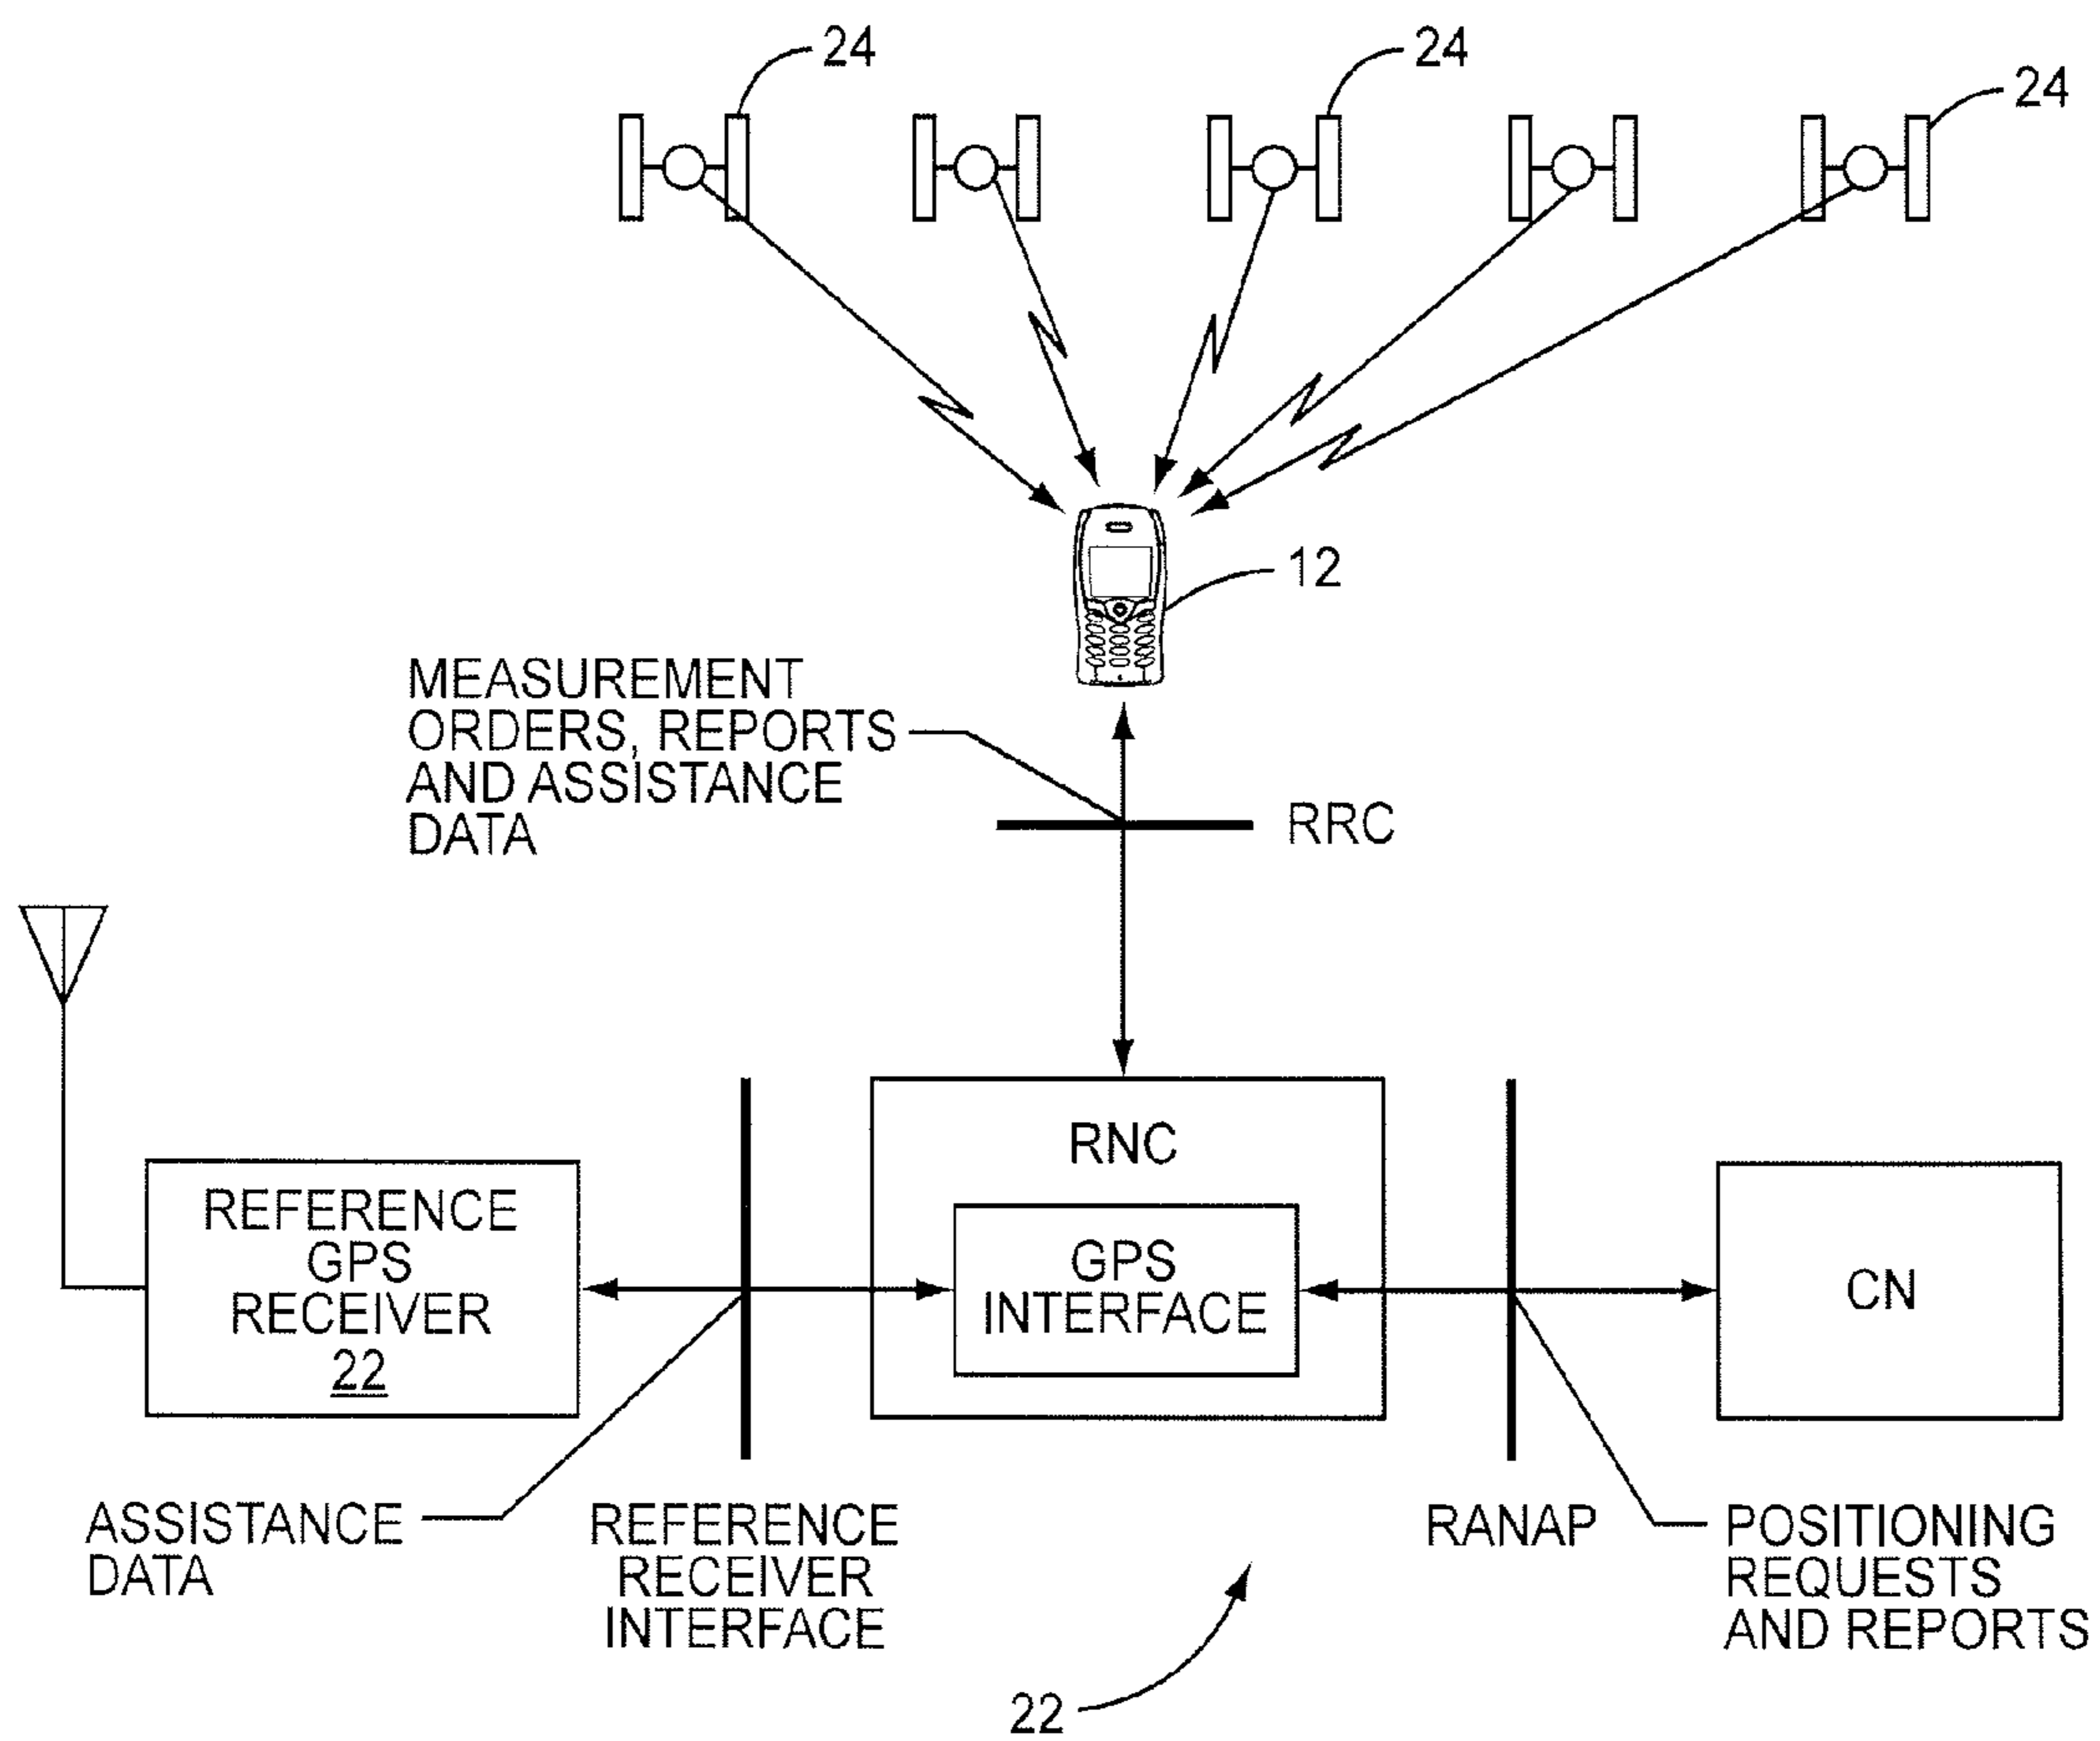 24
24
24
12
MEASUREMENT
ORDERS, REPORTS
AND ASSISTANCE
DATA
RRC
RNC
REFERENCE
GPS
RECEIVER
22
GPS
INTERFACE
CN
ASSISTANCE
DATA
REFERENCE
RECEIVER
INTERFACE
RANAP
POSITIONING
REQUESTS
AND REPORTS
22